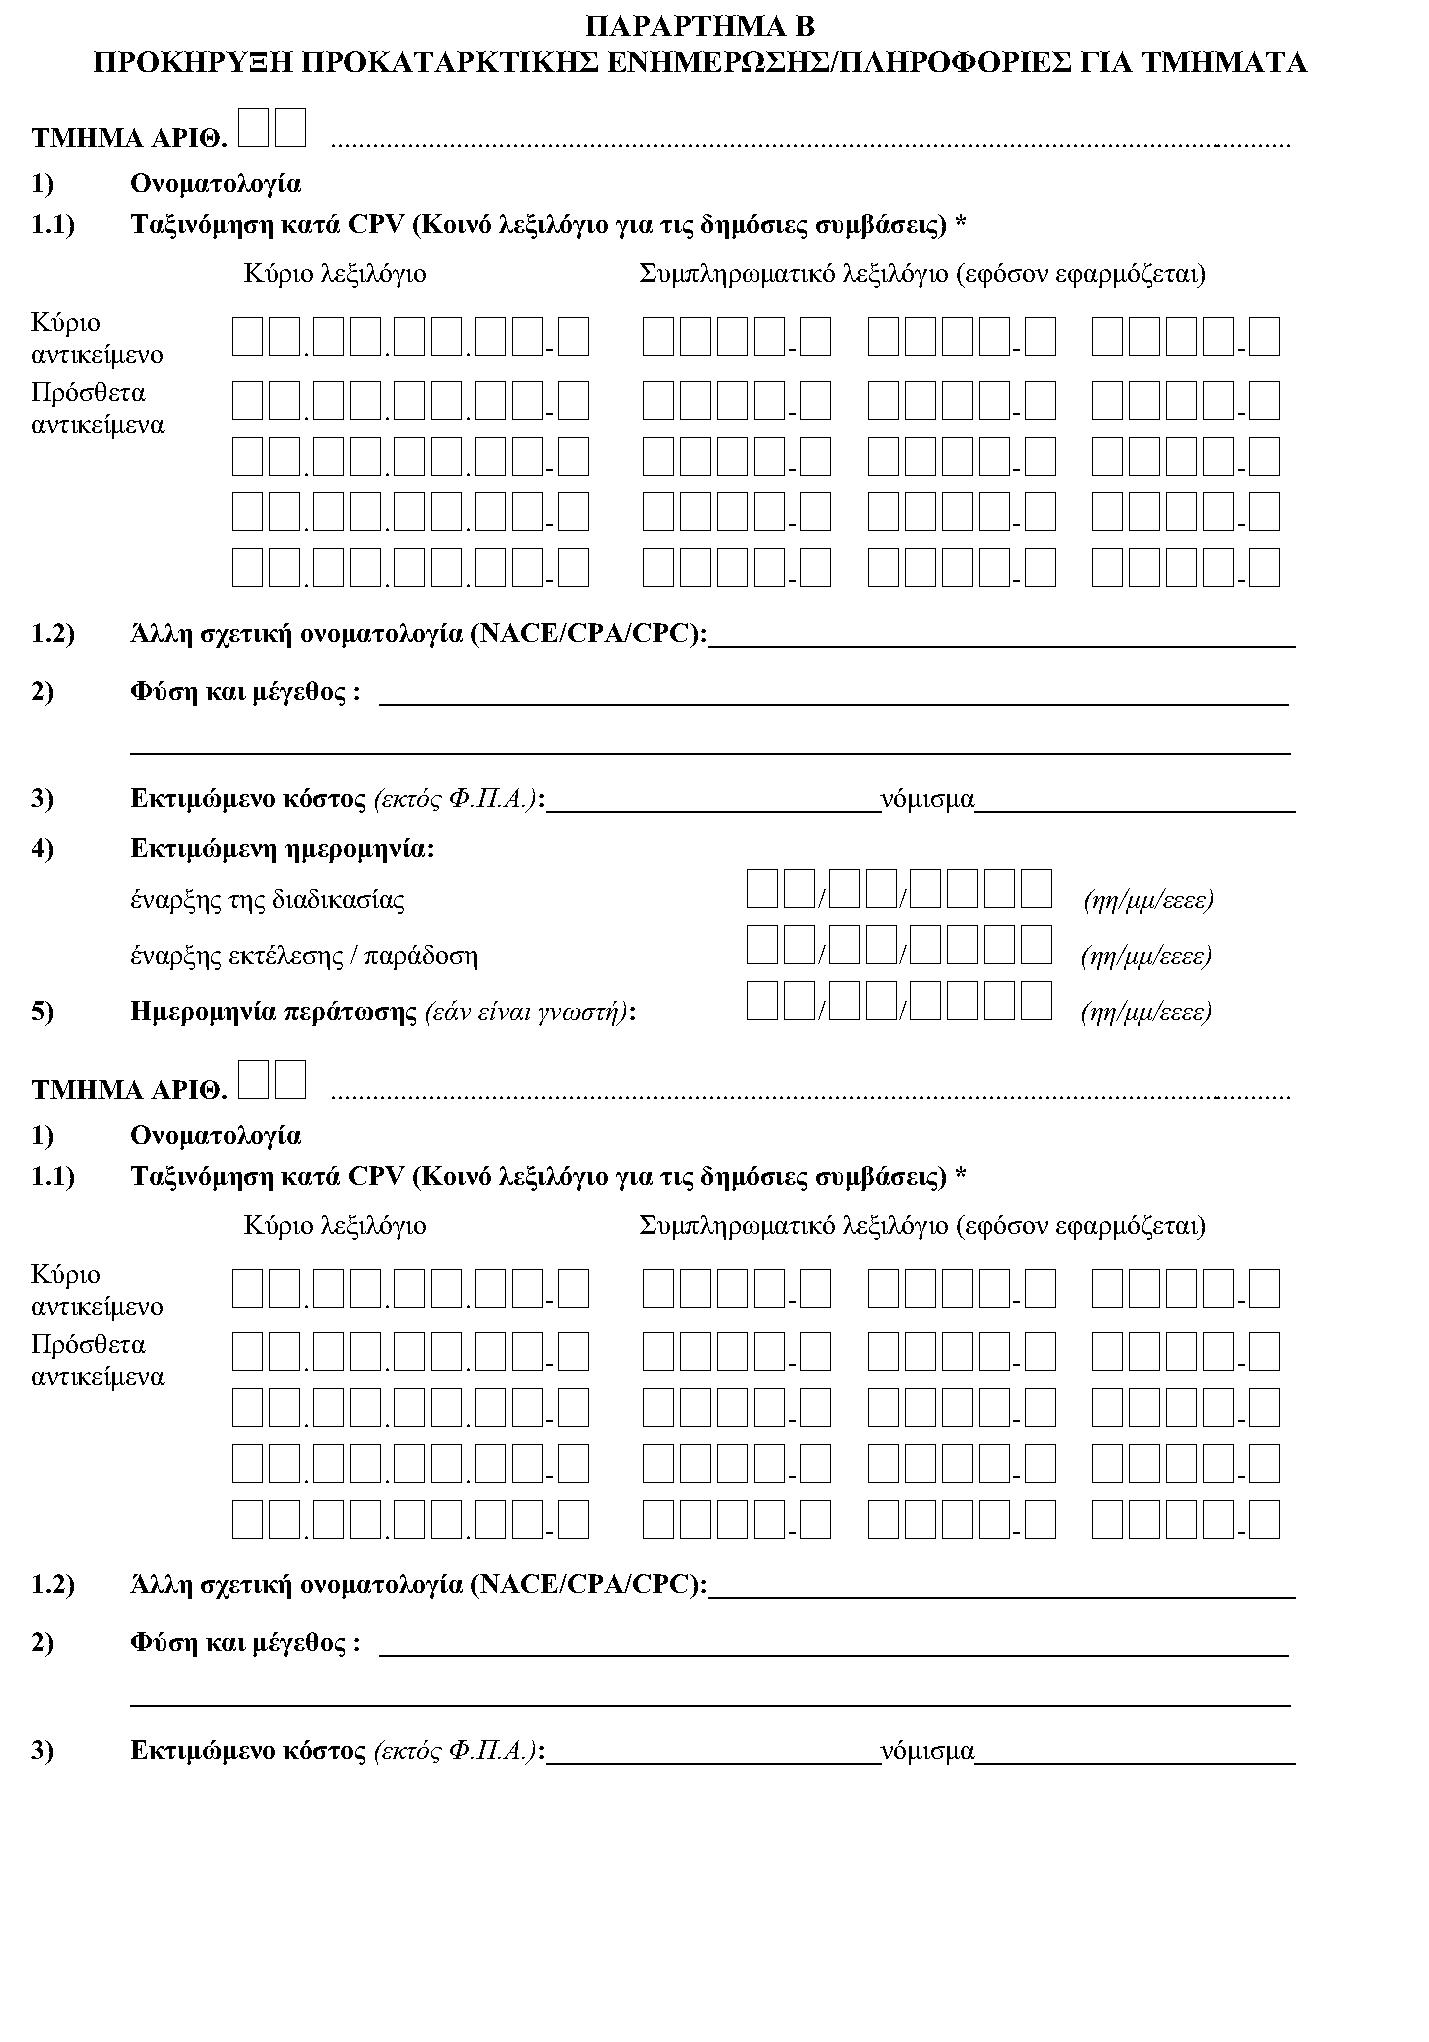 ΠΑΡΑΡΤΗΜΑ Β
ΠΡΟΚΗΡΥΞΗ ΠΡΟΚΑΤΑΡΚΤΙΚΗΣ ΕΝΗΜΕΡΩΣΗΣ/ΠΛΗΡΟΦΟΡΙΕΣ ΓΙΑ ΤΜΗΜΑΤΑ
ΤΜΗΜΑ ΑΡΙΘ.
1) Ονοματολογία
1.1) Ταξινόμηση κατά CPV (Κοινό λεξιλόγιο για τις δημόσιες συμβάσεις) *
Κύριο λεξιλόγιο Συμπληρωματικό λεξιλόγιο (εφόσον εφαρμόζεται)
Κύριο
αντικείμενο
Πρόσθετα
αντικείμενα
1.2) Άλλη σχετική ονοματολογία (NACE/CPA/CPC):
2) Φύση και μέγεθος :
3) Εκτιμώμενο κόστος (εκτός Φ.Π.Α.): νόμισμα
4) Εκτιμώμενη ημερομηνία:
έναρξης της διαδικασίας / / (ηη/μμ/εεεε)
έναρξης εκτέλεσης / παράδοση / / (ηη/μμ/εεεε)
5) Ημερομηνία περάτωσης (εάν είναι γνωστή): / / (ηη/μμ/εεεε)
ΤΜΗΜΑ ΑΡΙΘ.
1) Ονοματολογία
1.1) Ταξινόμηση κατά CPV (Κοινό λεξιλόγιο για τις δημόσιες συμβάσεις) *
Κύριο λεξιλόγιο Συμπληρωματικό λεξιλόγιο (εφόσον εφαρμόζεται)
Κύριο
αντικείμενο
Πρόσθετα
αντικείμενα
1.2) Άλλη σχετική ονοματολογία (NACE/CPA/CPC):
2) Φύση και μέγεθος :
3) Εκτιμώμενο κόστος (εκτός Φ.Π.Α.): νόμισμα